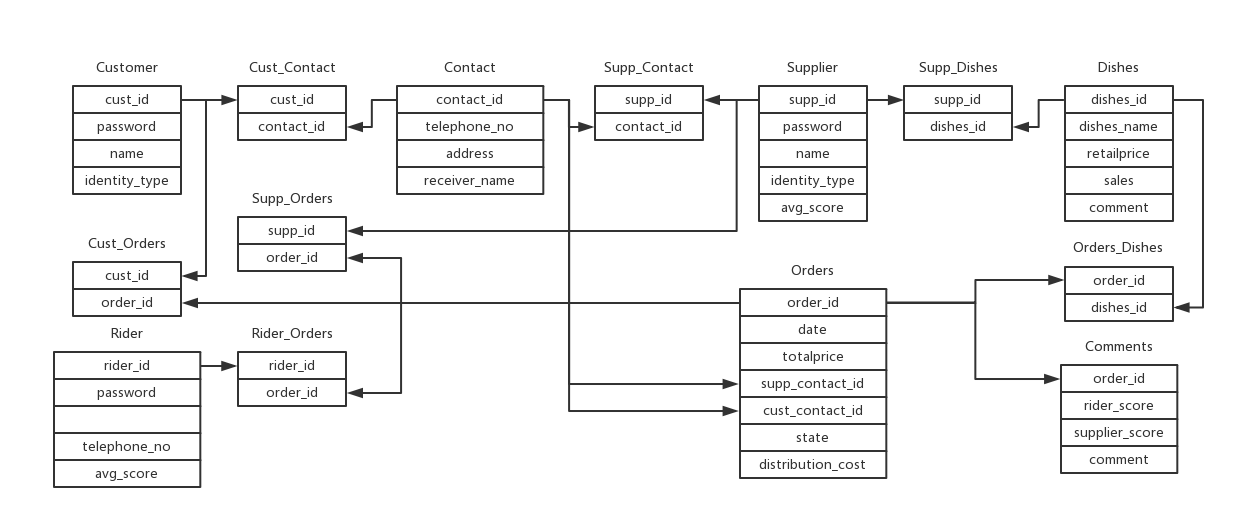 Customer
cust_id
password
name
identity_type
Cust_Contact
cust_id
contact_id
Contact
contact_id
telephone_no
address
receiver_name
Supp_Contact
supp_id
contact_id
Supplier
supp_id
password
name
identity_type
avg_score
Supp_Dishes
supp_id
dishes_id
Dishes
dishes_id
dishes_name
retailprice
sales
comment
Supp_Orders
supp_id
order_id
Cust_Orders
cust_id
order_id
Orders
order_id
date
totalprice
supp_contact_id
cust_contact_id
state
distribution_cost
Orders_Dishes
order_id
dishes_id
Rider
rider_id
password
telephone_no
avg_score
Rider_Orders
rider_id
order_id
Comments
order_id
rider_score
supplier_score
comment